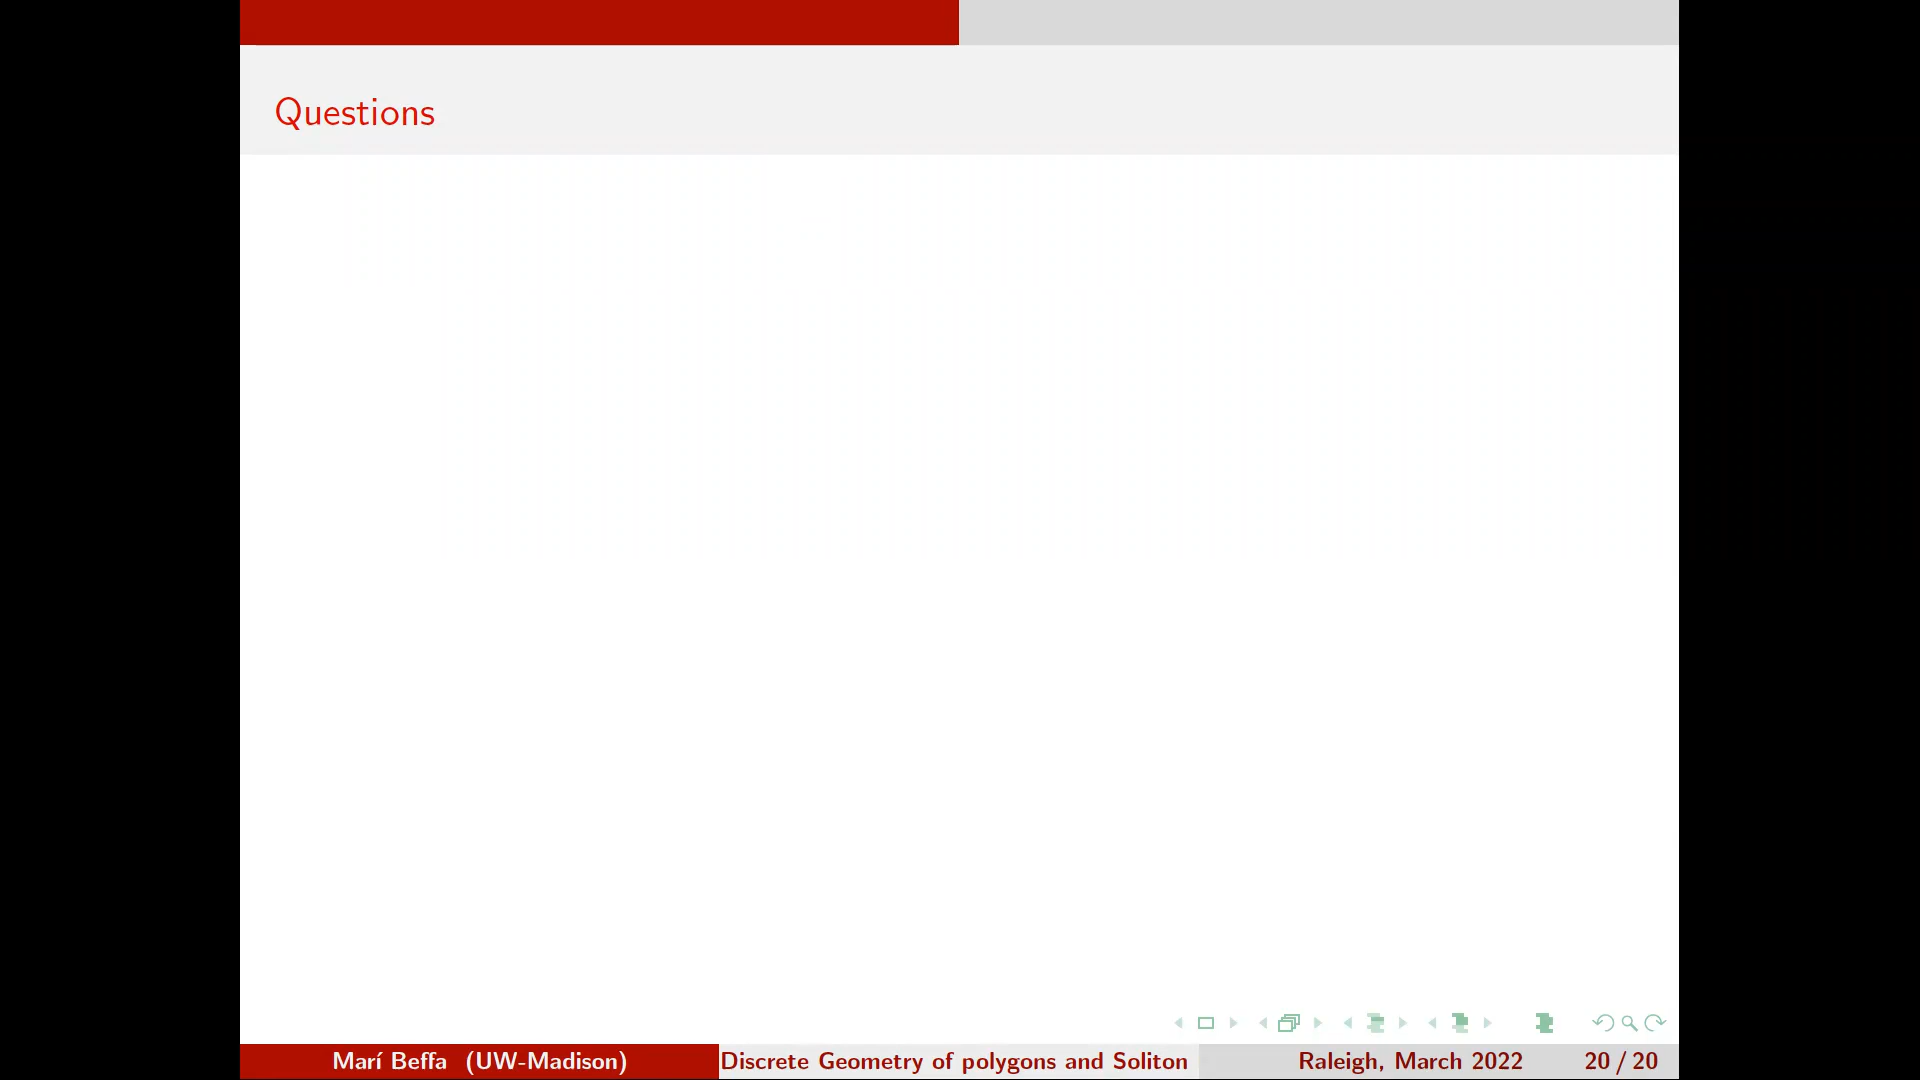 Questions
Marí Beffa (UW-Madison) Discrete Geometry of polygons and Soliton Raleigh, March 2022 20 / 20